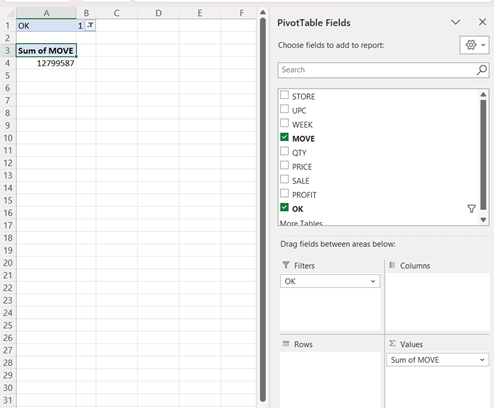 A B C D E F
1 OK 1
2
3 Sum of MOVE
4 12799587
5
6
7
8
9
10
11
12
13
14
15
16
17
18
19
20
21
22
23
24
25
26
27
28
29
30
31
PivotTable Fields
Choose fields to add to report:
Search
STORE
UPC
WEEK
MOVE
QTY
PRICE
SALE
PROFIT
OK
More Tables
Drag fields between areas below:
Filters
OK
Columns
Rows
Σ Values
Sum of MOVE